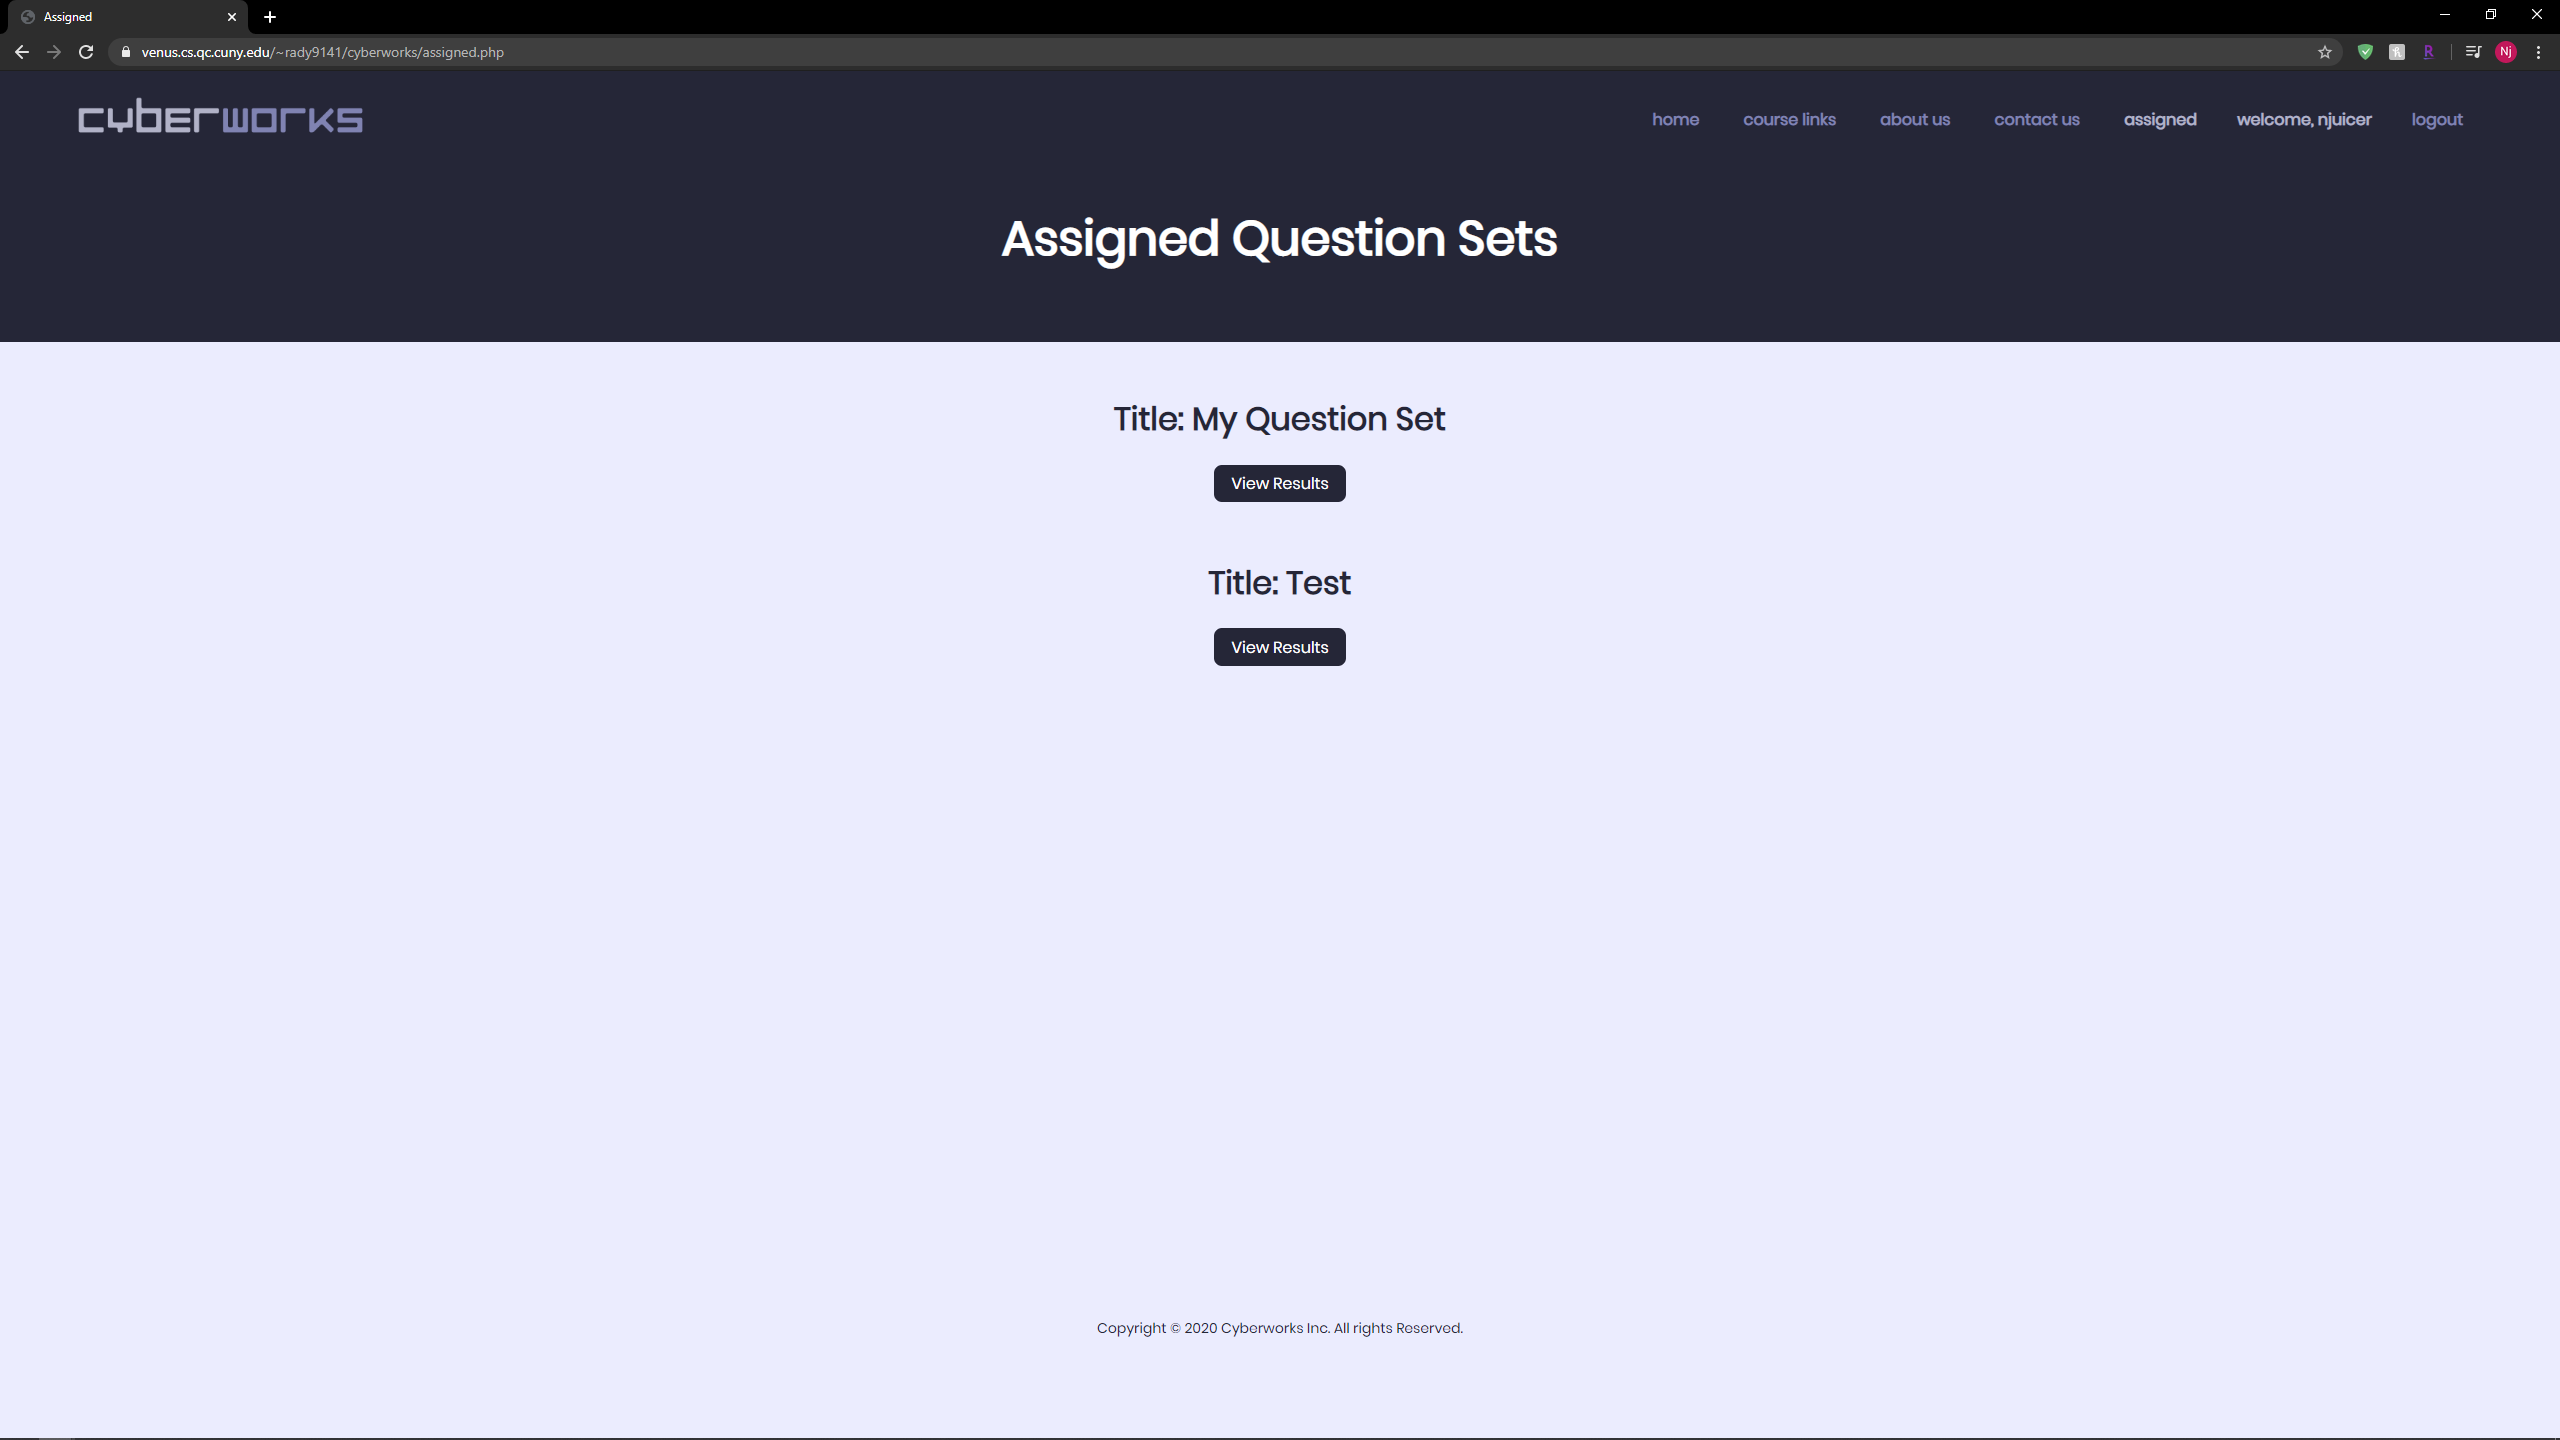 Assigned
venus.cs.qc.cuny.edu/~rady9141/cyberworks/assigned.php
R
Nj
cyberworks
home course links about us contact us assigned welcome, njuicer logout
Assigned Question Sets
Title: My Question Set
View Results
Title: Test
View Results
Copyright © 2020 Cyberworks Inc. All rights Reserved.